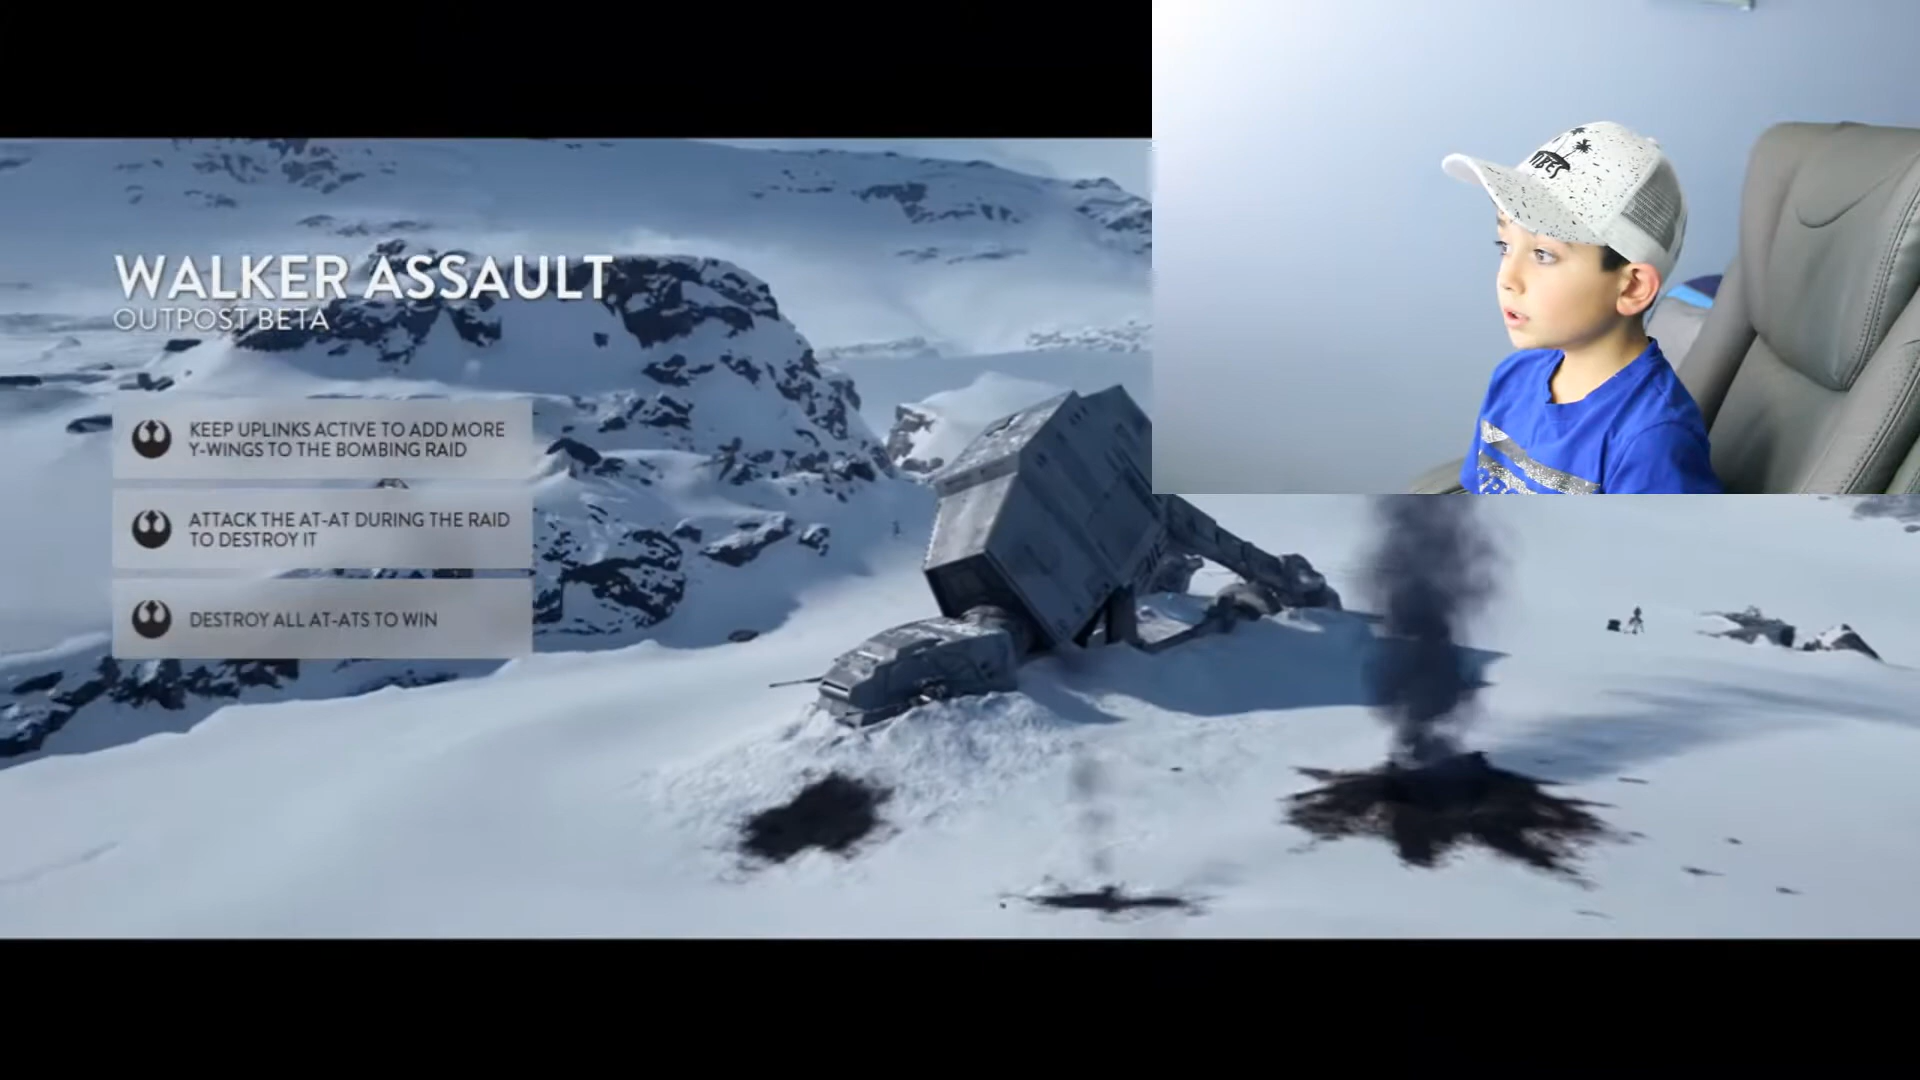 WALKER ASSAULT
OUTPOST BETA
KEEP UPLINKS ACTIVE TO ADD MORE
Y-WINGS TO THE BOMBING RAID
ATTACK THE AT-AT DURING THE RAID
TO DESTROY IT
DESTROY ALL AT-ATS TO WIN
VIBES